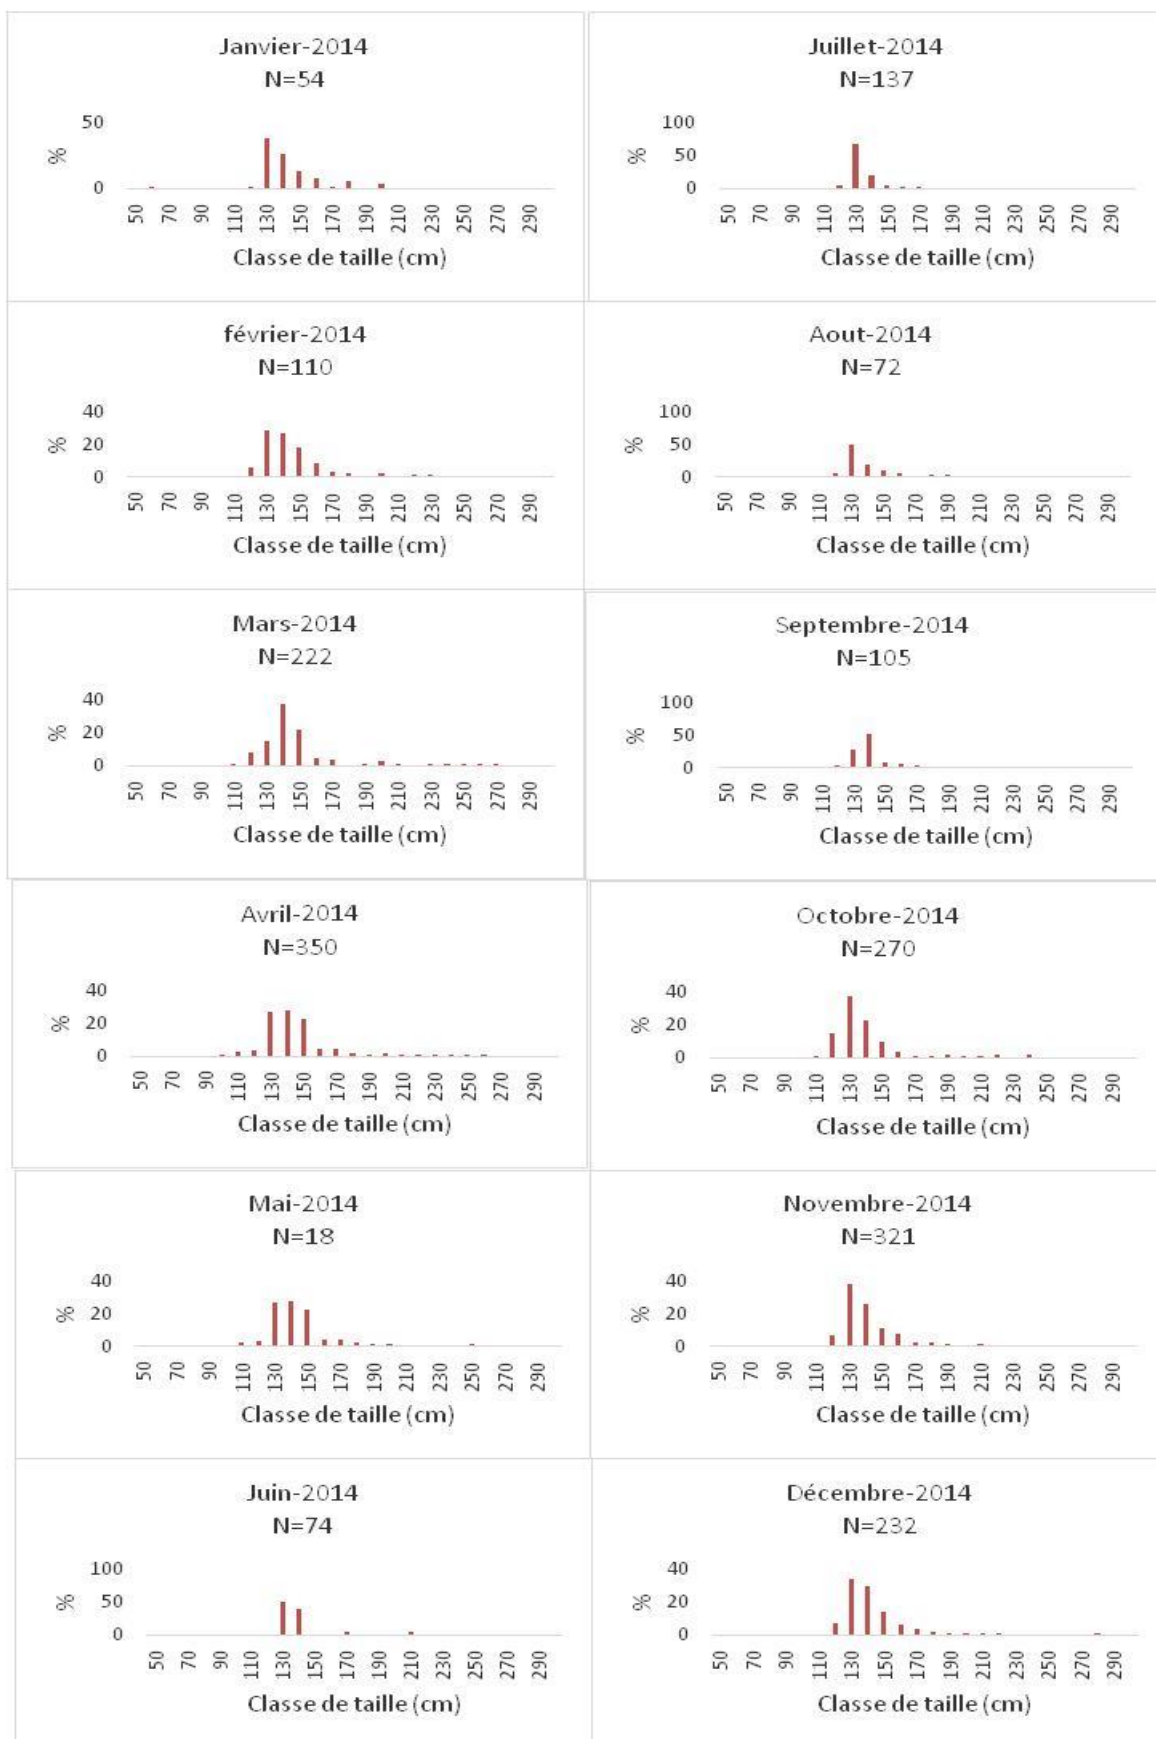 Janvier-2014
N=54
50
%
0
50 70 90 110 130 150 170 190 210 230 250 270 290
Classe de taille (cm)
Juillet-2014
N=137
100
50
%
0
50 70 90 110 130 150 170 190 210 230 250 270 290
Classe de taille (cm)
février-2014
N=110
40
20
%
0
50 70 90 110 130 150 170 190 210 230 250 270 290
Classe de taille (cm)
Aout-2014
N=72
100
50
%
0
50 70 90 110 130 150 170 190 210 230 250 270 290
Classe de taille (cm)
Mars-2014
N=222
40
20
%
0
50 70 90 110 130 150 170 190 210 230 250 270 290
Classe de taille (cm)
Septembre-2014
N=105
100
50
%
0
50 70 90 110 130 150 170 190 210 230 250 270 290
Classe de taille (cm)
Avril-2014
N=350
40
20
%
0
50 70 90 110 130 150 170 190 210 230 250 270 290
Classe de taille (cm)
Octobre-2014
N=270
40
20
%
0
50 70 90 110 130 150 170 190 210 230 250 270 290
Classe de taille (cm)
Mai-2014
N=18
40
20
%
0
50 70 90 110 130 150 170 190 210 230 250 270 290
Classe de taille (cm)
Novembre-2014
N=321
40
20
%
0
50 70 90 110 130 150 170 190 210 230 250 270 290
Classe de taille (cm)
Juin-2014
N=74
100
50
%
0
50 70 90 110 130 150 170 190 210 230 250 270 290
Classe de taille (cm)
Décembre-2014
N=232
40
20
%
0
50 70 90 110 130 150 170 190 210 230 250 270 290
Classe de taille (cm)